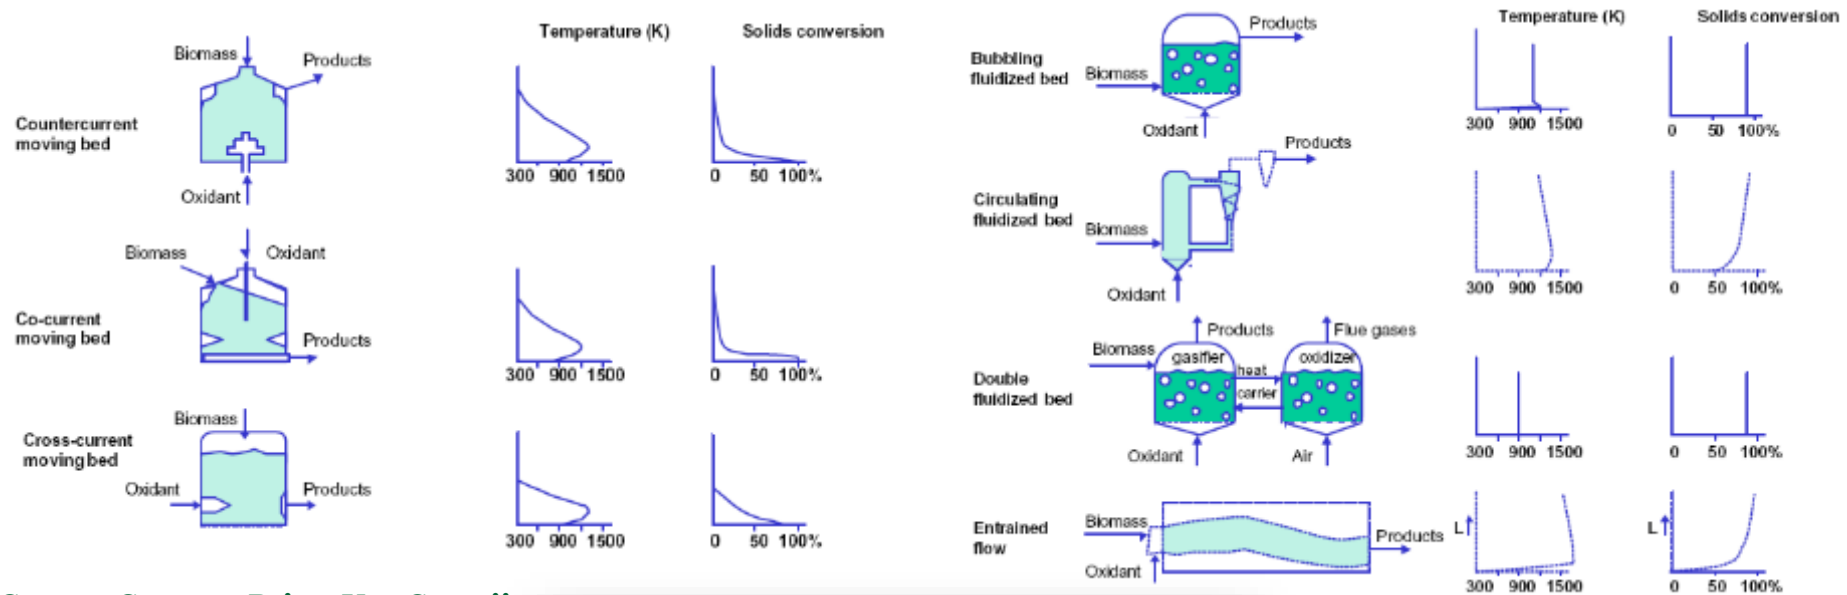 Temperature (K)
Solids conversion
Biomass
Products
Countercurrent
moving bed
Oxidant
300 900 1500
0 50 100%
Biomass
Oxidant
Co-current
moving bed
Products
300 900 1500
0 50 100%
Biomass
Cross-current
movingbed
Oxidant
Products
300 900 1500
0 50 100%
Temperature (K)
Solids conversion
Products
Bubbling
fluidized bed
Biomass
Oxidant
300 900 1500
0 50 100%
Products
Circulating
fluidized bed
Biomass
Oxidant
300 900 1500
0 50 100%
Products
Flue gases
Biomass
gasifier
oxidizer
heat
carrier
Double
fluidized bed
Oxidant
Air
300 900 1500
0 50 100%
Biomass
Entrained
flow
Products
Oxidant
L
300 900 1500
L
0 50 100%